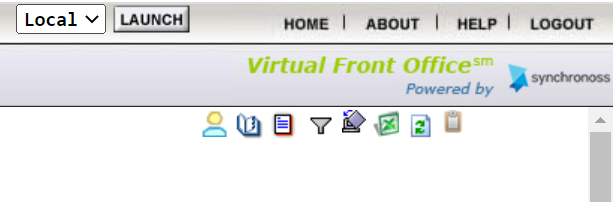 Local LAUNCH HOME | ABOUT | HELP | LOGOUT
Virtual Front Office℠
Powered by synchronoss